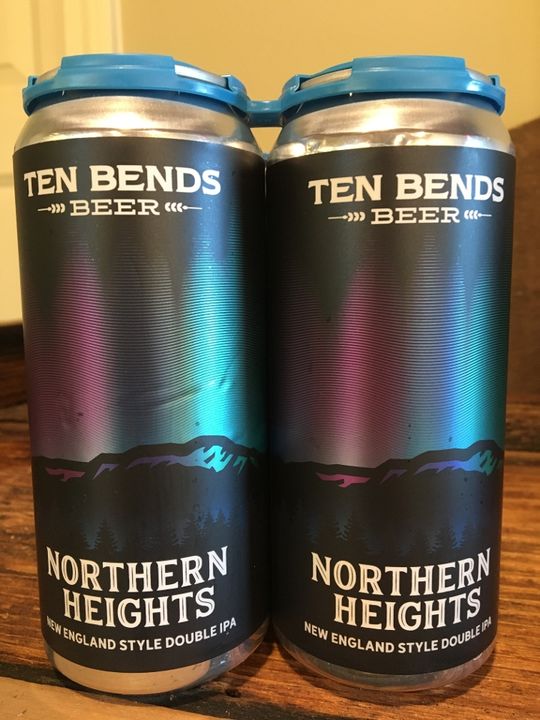 TEN BENDS
BEER
NORTHERN
HEIGHTS
NEW ENGLAND STYLE DOUBLE IPA
TEN BENDS
BEER
NORTHERN
HEIGHTS
NEW ENGLAND STYLE DOUBLE IPA